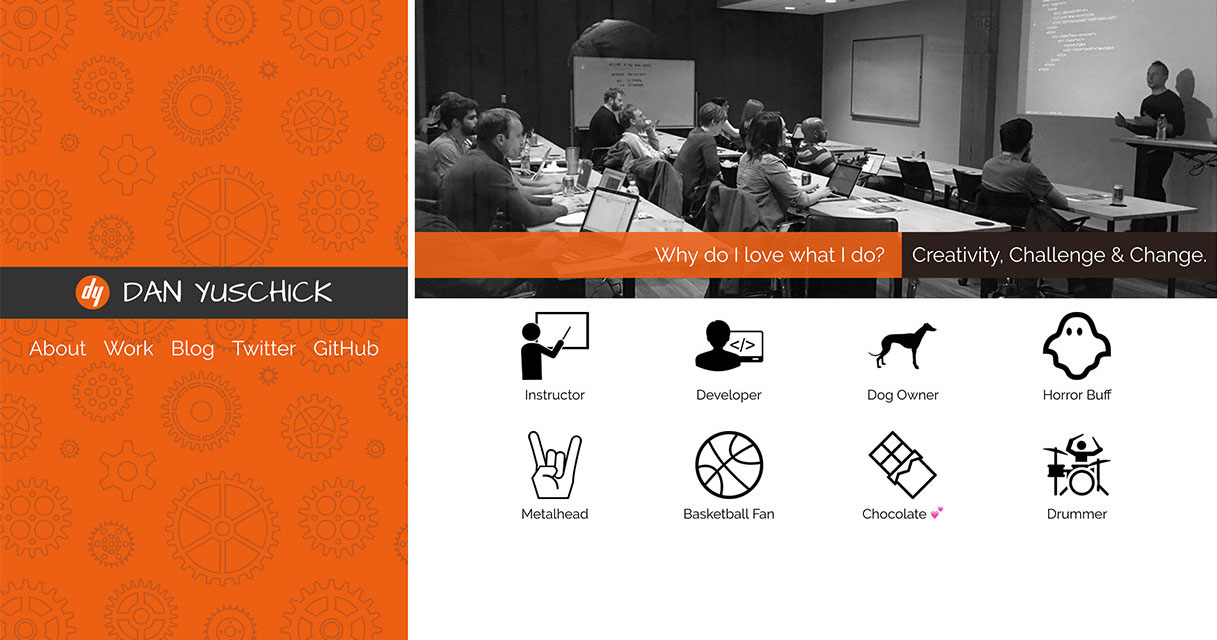 dy DAN YUSCHICK
About Work Blog Twitter GitHub
Why do I love what I do? Creativity, Challenge & Change.
</>
Instructor Developer Dog Owner Horror Buff
Metalhead Basketball Fan Chocolate 💕 Drummer